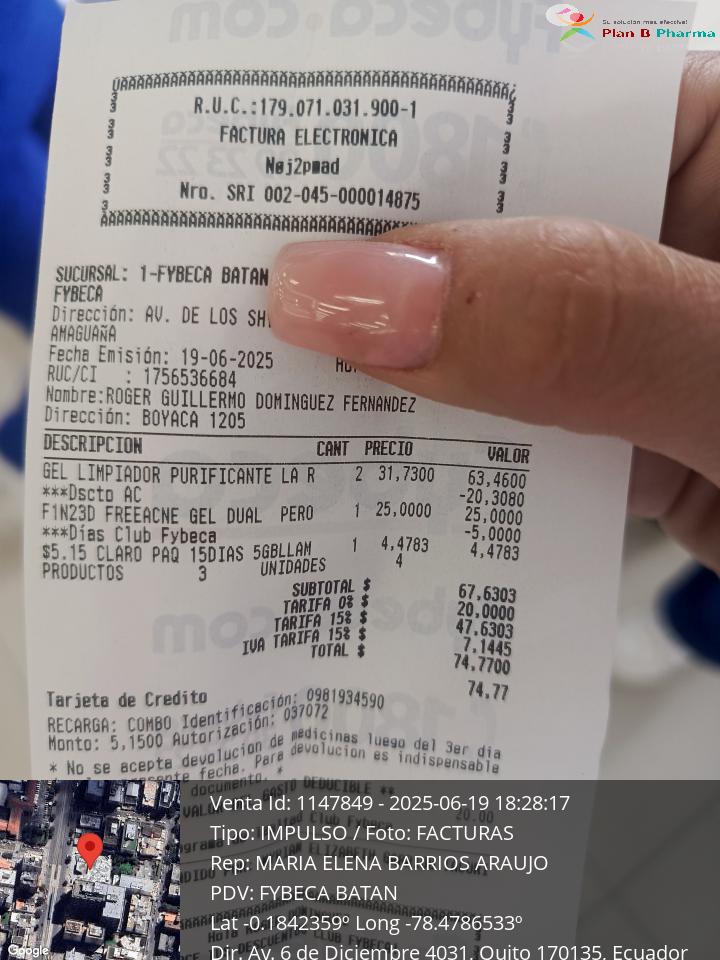 Su solución más efectiva!
Plan B Pharma
R.U.C.:179.071.031.900-1
FACTURA ELECTRONICA
Nøj2pmad
Nro. SRI 002-045-000014875
SUCURSAL: 1-FYBECA BATAN
FYBECA
Dirección: AV. DE LOS SH
AMAGUAÑA
Fecha Emisión: 19-06-2025
RUC/CI : 1756536684
Nombre:ROGER GUILLERMO DOMINGUEZ FERNANDEZ
Dirección: BOYACA 1205
DESCRIPCION CANT PRECIO VALOR
GEL LIMPIADOR PURIFICANTE LA R 2 31,7300 63,4600
***Dscto AC -20,3080
F1N23D FREEACNE GEL DUAL PERO 1 25,0000 25,0000
***Días Club Fybeca -5,0000
$5.15 CLARO PAQ 15DIAS 5GBLLAM 1 4,4783 4,4783
PRODUCTOS 3 UNIDADES 4
SUBTOTAL $ 67,6303
TARIFA 0% $ 20,0000
TARIFA 15% $ 47,6303
IVA TARIFA 15% $ 7,1445
TOTAL $ 74,7700
Tarjeta de Credito 74,77
RECARGA: COMBO Identificación: 0981934590
Monto: 5,1500 Autorización: 037072
* No se acepta devolucion de medicinas luego del 3er dia
fecha. Para devolucion es indispensable
documento. *
GASTO DEDUCIBLE **
20.00
Venta Id: 1147849 - 2025-06-19 18:28:17
Tipo: IMPULSO / Foto: FACTURAS
Rep: MARIA ELENA BARRIOS ARAUJO
PDV: FYBECA BATAN
Lat -0.1842359º Long -78.4786533º
Dir. Av. 6 de Diciembre 4031, Quito 170135, Ecuador
Google